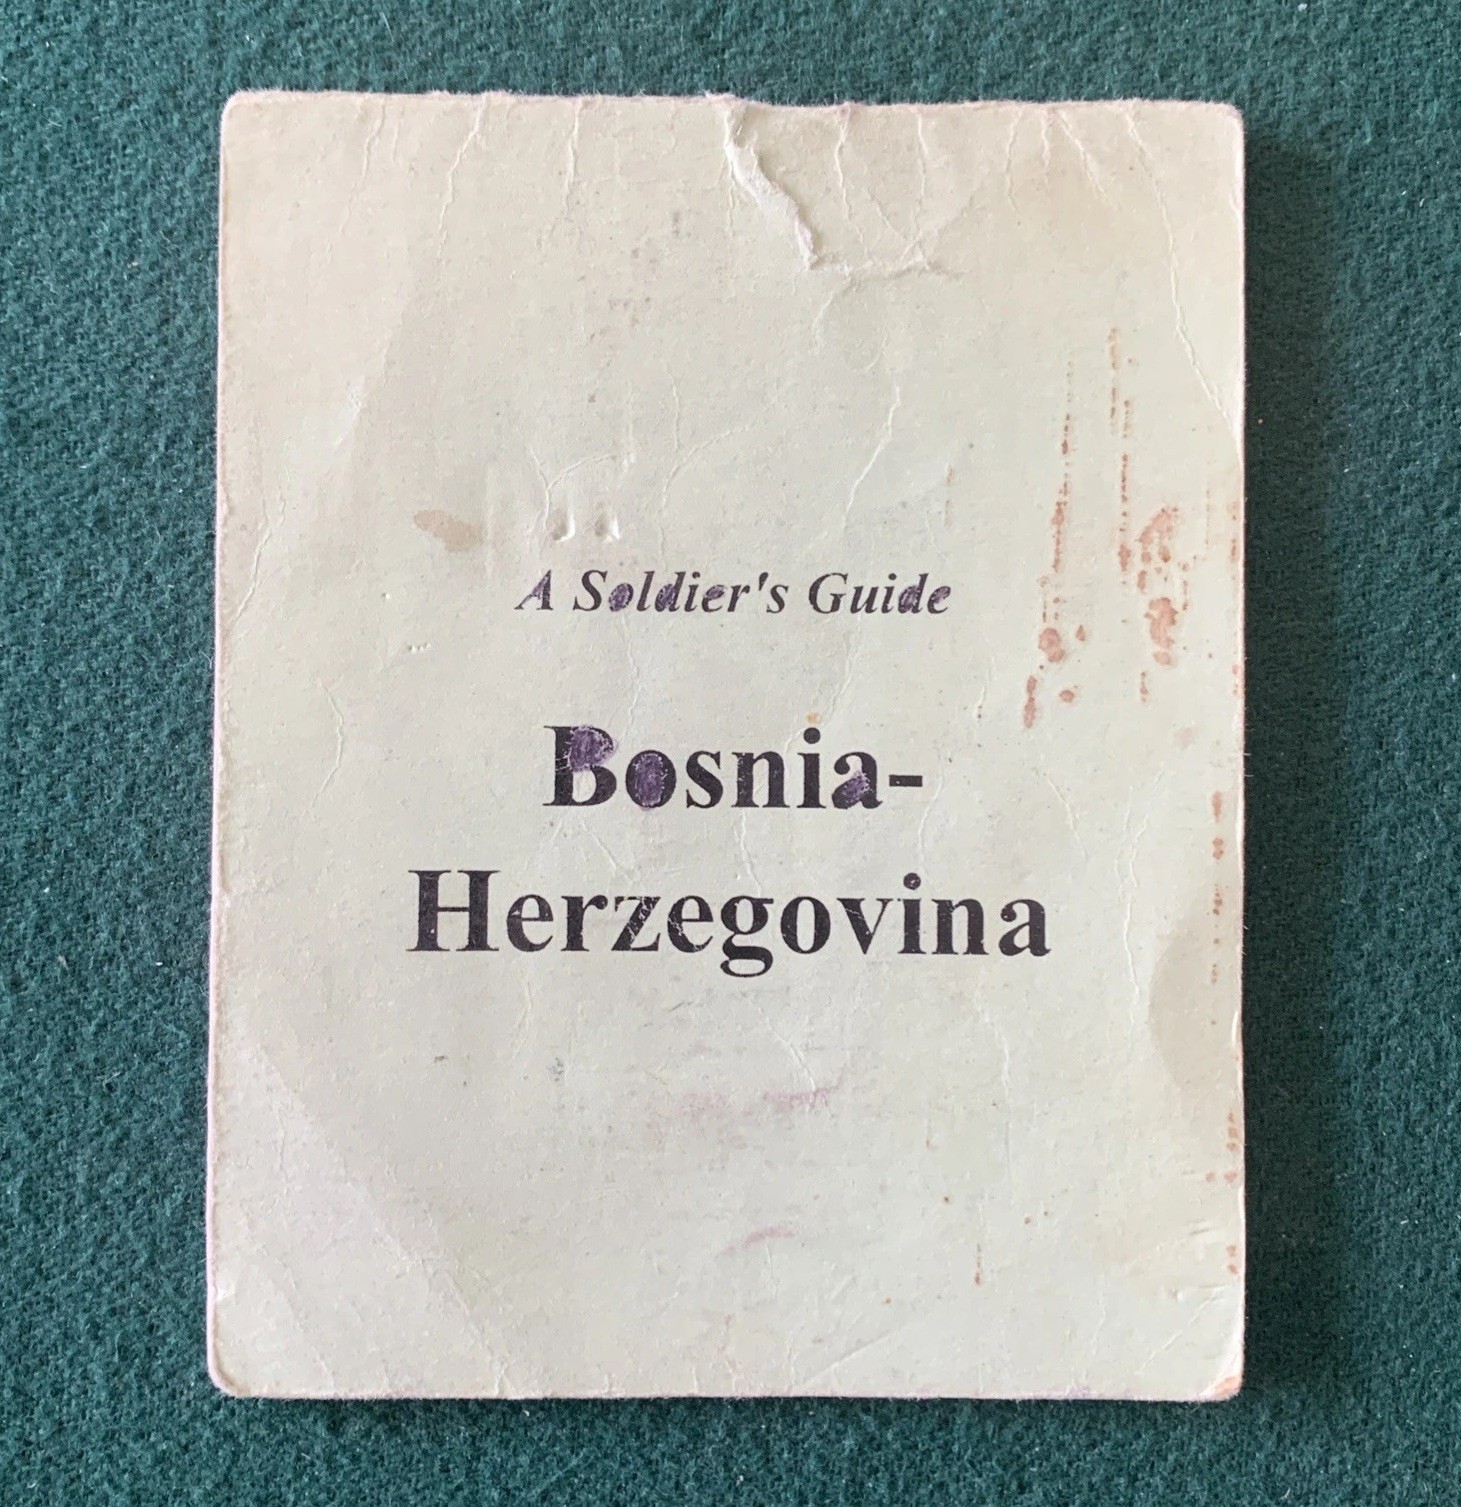 A Soldier's Guide
Bosnia-
Herzegovina